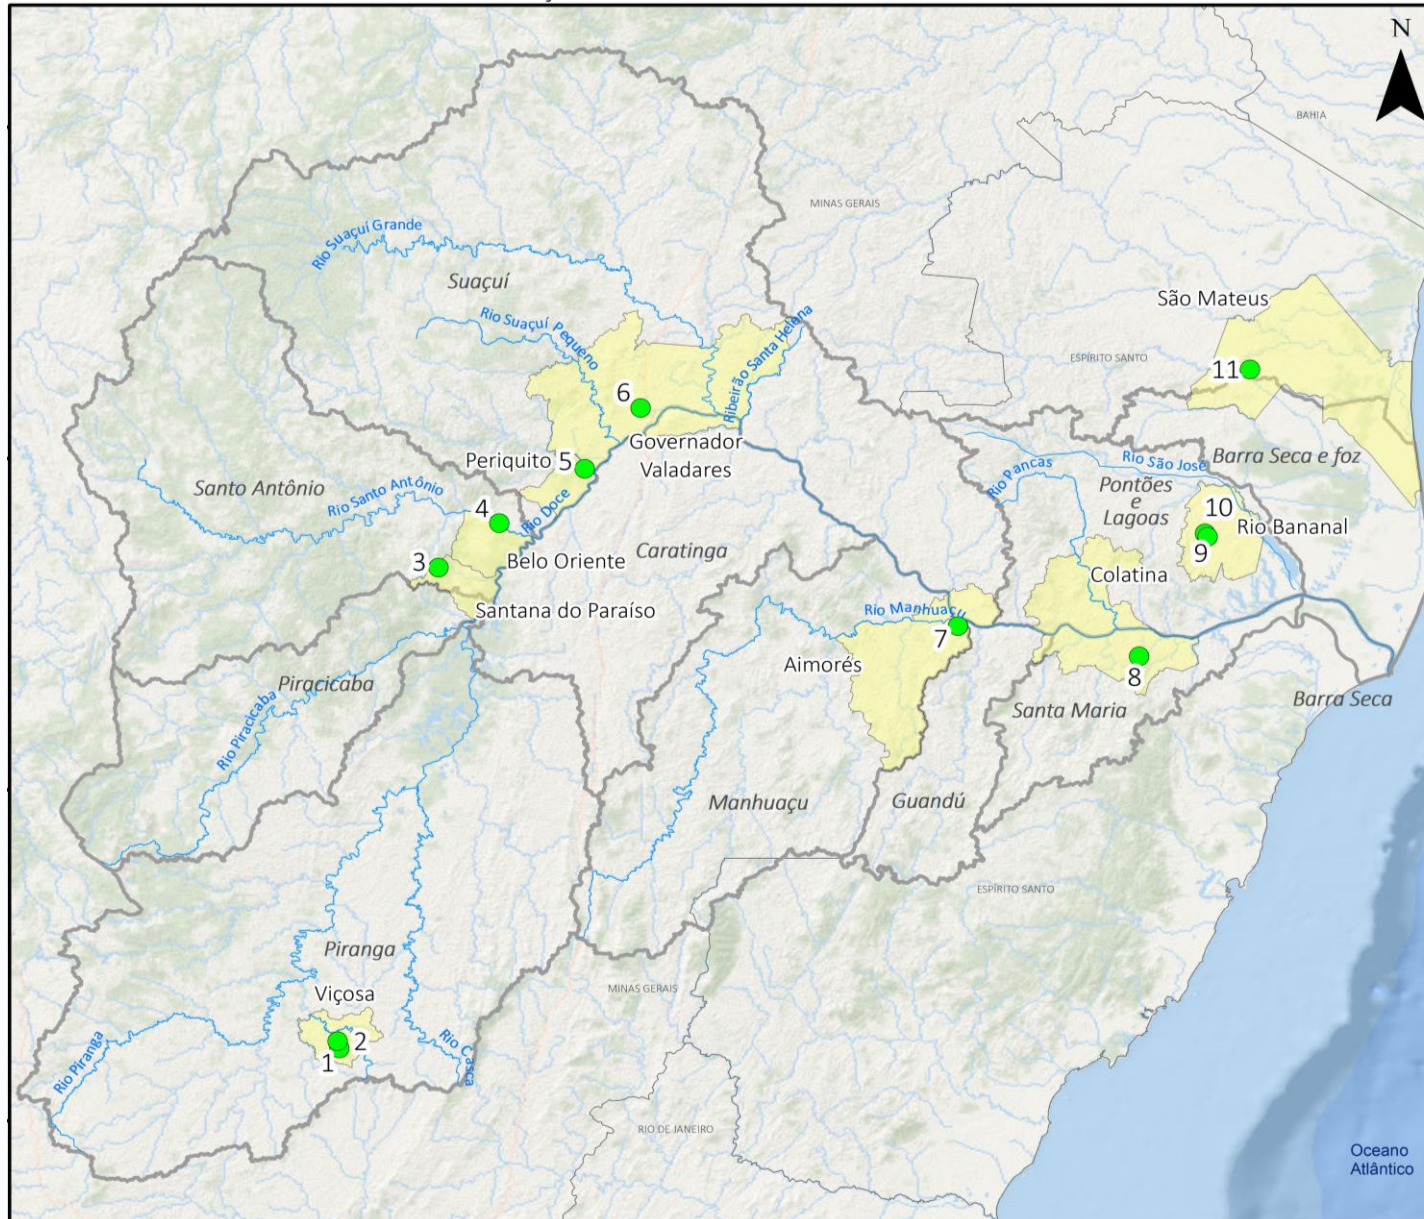 N
BAHIA
MINAS GERAIS
Rio Suaçuí Grande
Suaçuí
São Mateus
Rio Suaçuí Pequeno
Ribeirão Santa Helena
ESPÍRITO SANTO
11
6
Governador
Valadares
Periquito
5
Rio São José
Barra Seca e foz
Rio Pancas
Pontões
e
Lagoas
Santo Antônio
Rio Santo Antônio
4
Rio Doce
10
Rio Bananal
9
Caratinga
3
Belo Oriente
Colatina
Santana do Paraíso
Rio Manhuaçu
7
Aimorés
8
Piracicaba
Rio Piracicaba
Santa Maria
Barra Seca
Manhuaçu
Guandú
ESPÍRITO SANTO
Piranga
MINAS GERAIS
Viçosa
Rio Piranga
2
1
Rio Casca
RIO DE JANEIRO
Oceano
Atlântico